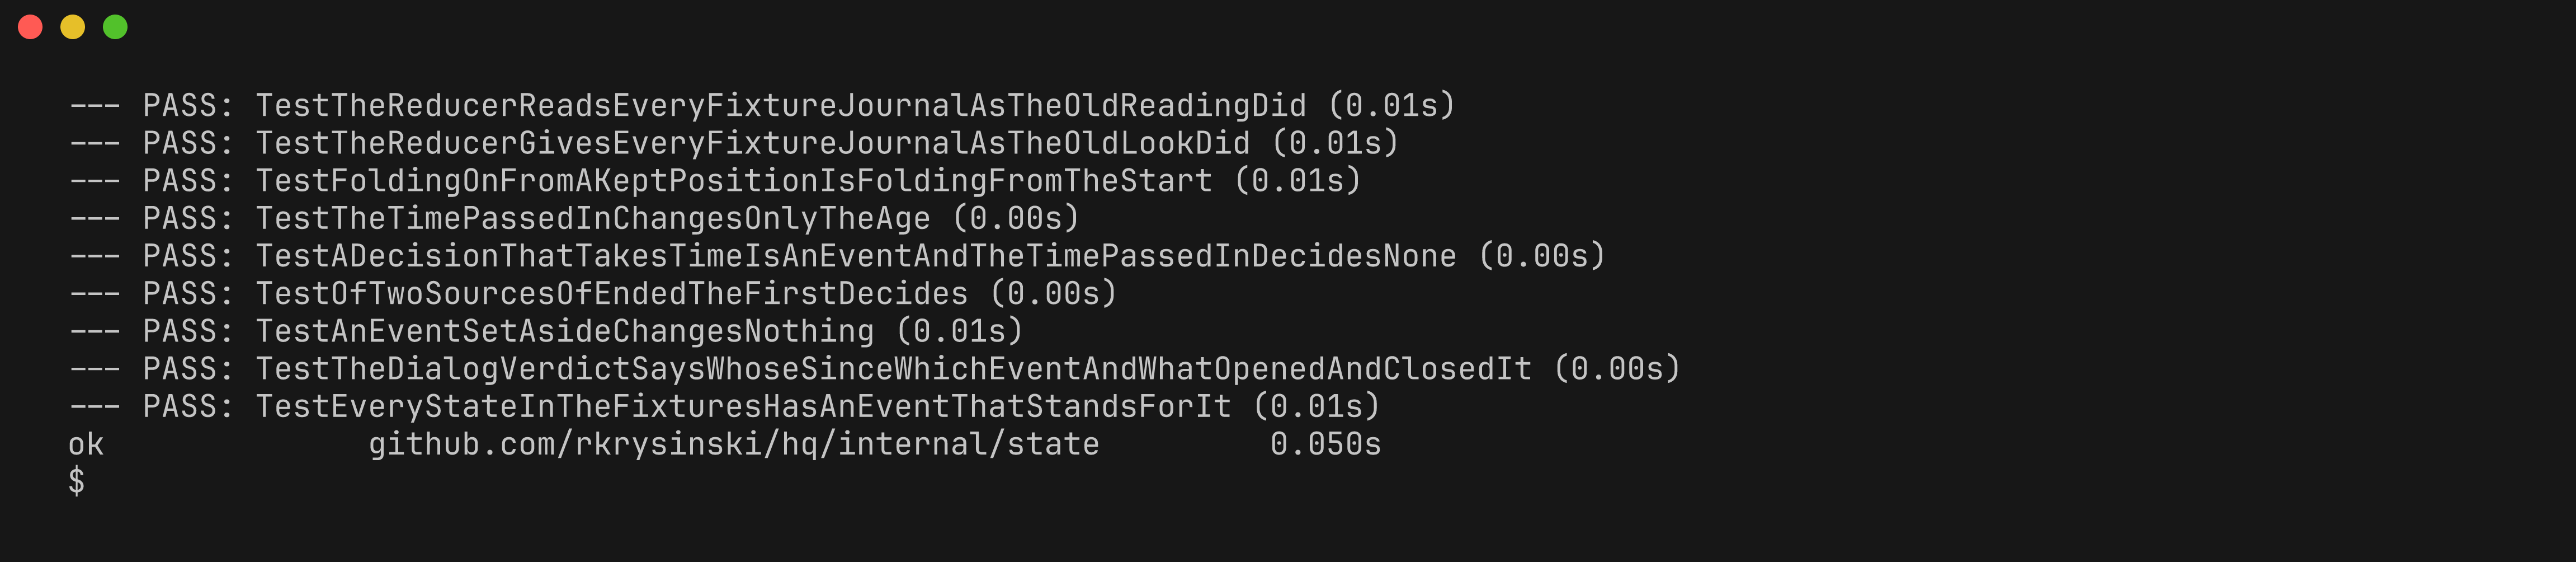 --- PASS: TestTheReducerReadsEveryFixtureJournalAsTheOldReadingDid (0.01s)
--- PASS: TestTheReducerGivesEveryFixtureJournalAsTheOldLookDid (0.01s)
--- PASS: TestFoldingOnFromAKeptPositionIsFoldingFromTheStart (0.01s)
--- PASS: TestTheTimePassedInChangesOnlyTheAge (0.00s)
--- PASS: TestADecisionThatTakesTimeIsAnEventAndTheTimePassedInDecidesNone (0.00s)
--- PASS: TestOfTwoSourcesOfEndedTheFirstDecides (0.00s)
--- PASS: TestAnEventSetAsideChangesNothing (0.01s)
--- PASS: TestTheDialogVerdictSaysWhoseSinceWhichEventAndWhatOpenedAndClosedIt (0.00s)
--- PASS: TestEveryStateInTheFixturesHasAnEventThatStandsForIt (0.01s)
ok github.com/rkrysinski/hq/internal/state 0.050s
$